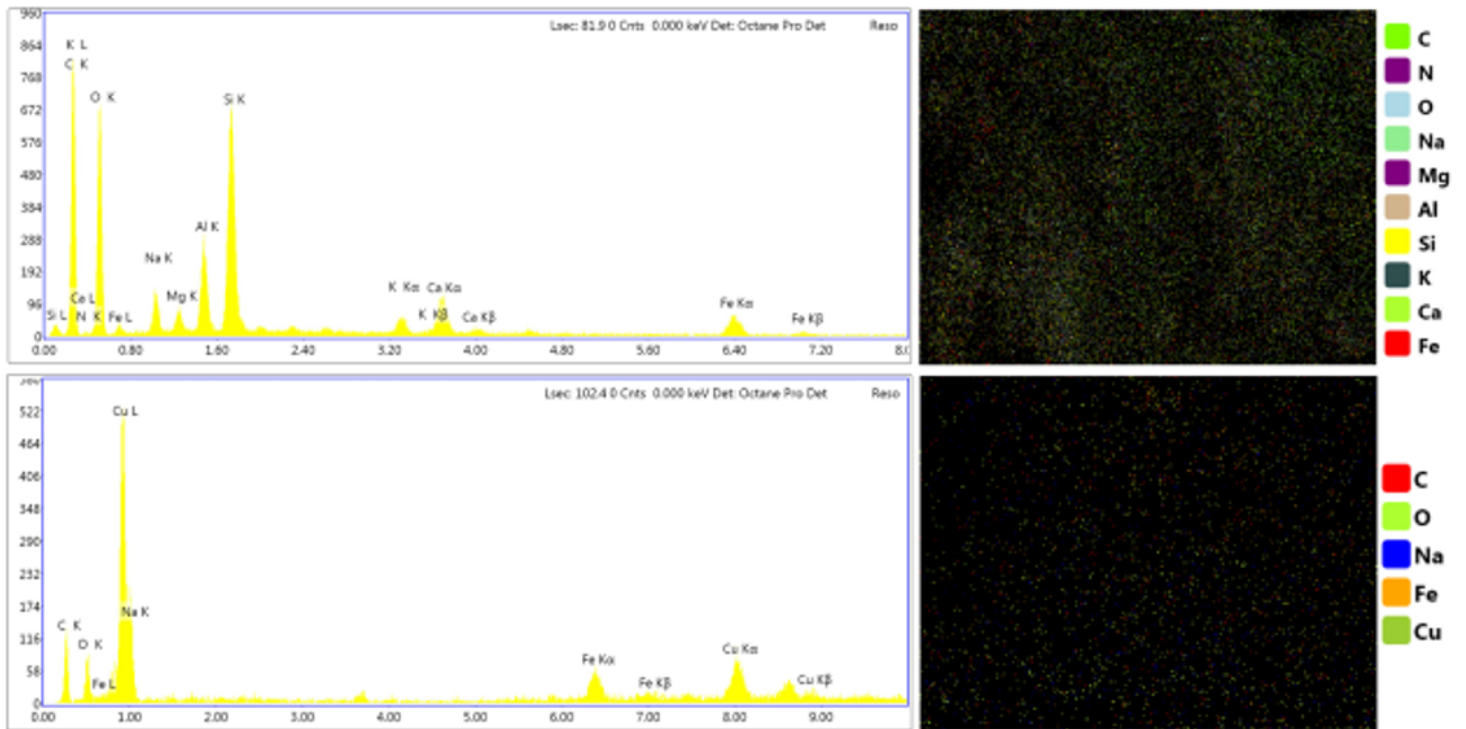 960
Lsec: 81.9 0 Cnts 0.000 keV Det: Octane Pro Det Reso
864
K L
C K
768
O K
Si K
672
576
480
384
Al K
288
Na K
192
K Kα Ca Kα
Mg K
Ca L
96
Fe Kα
Si L N K Fe L
K Kβ Ca Kβ
Fe Kβ
0
0.00 0.80 1.60 2.40 3.20 4.00 4.80 5.60 6.40 7.20
C
N
O
Na
Mg
Al
Si
K
Ca
Fe
Lsec: 102.4 0 Cnts 0.000 keV Det: Octane Pro Det Reso
522
Cu L
464
406
348
290
232
174
Na K
C K
116
O K
Cu Kα
Fe Kα
58
Fe L
Fe Kβ
Cu Kβ
0
0.00 1.00 2.00 3.00 4.00 5.00 6.00 7.00 8.00 9.00
C
O
Na
Fe
Cu